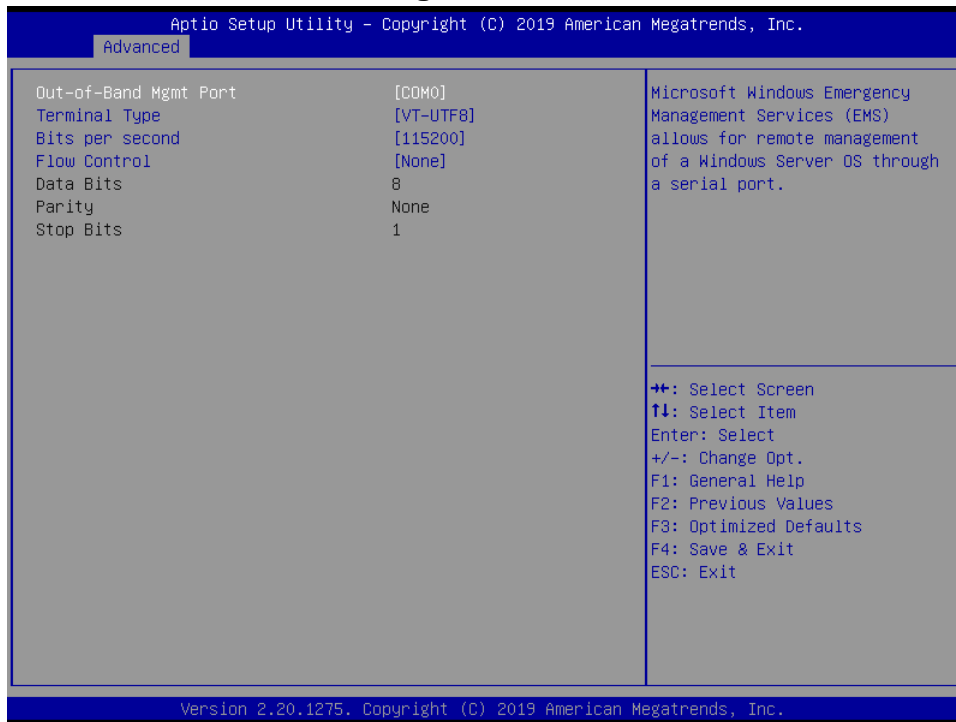 Aptio Setup Utility – Copyright (C) 2019 American Megatrends, Inc.
Advanced
Out-of-Band Mgmt Port [COM0]
Terminal Type [VT-UTF8]
Bits per second [115200]
Flow Control [None]
Data Bits 8
Parity None
Stop Bits 1
Microsoft Windows Emergency
Management Services (EMS)
allows for remote management
of a Windows Server OS through
a serial port.
→←: Select Screen
↑↓: Select Item
Enter: Select
+/-: Change Opt.
F1: General Help
F2: Previous Values
F3: Optimized Defaults
F4: Save & Exit
ESC: Exit
Version 2.20.1275. Copyright (C) 2019 American Megatrends, Inc.